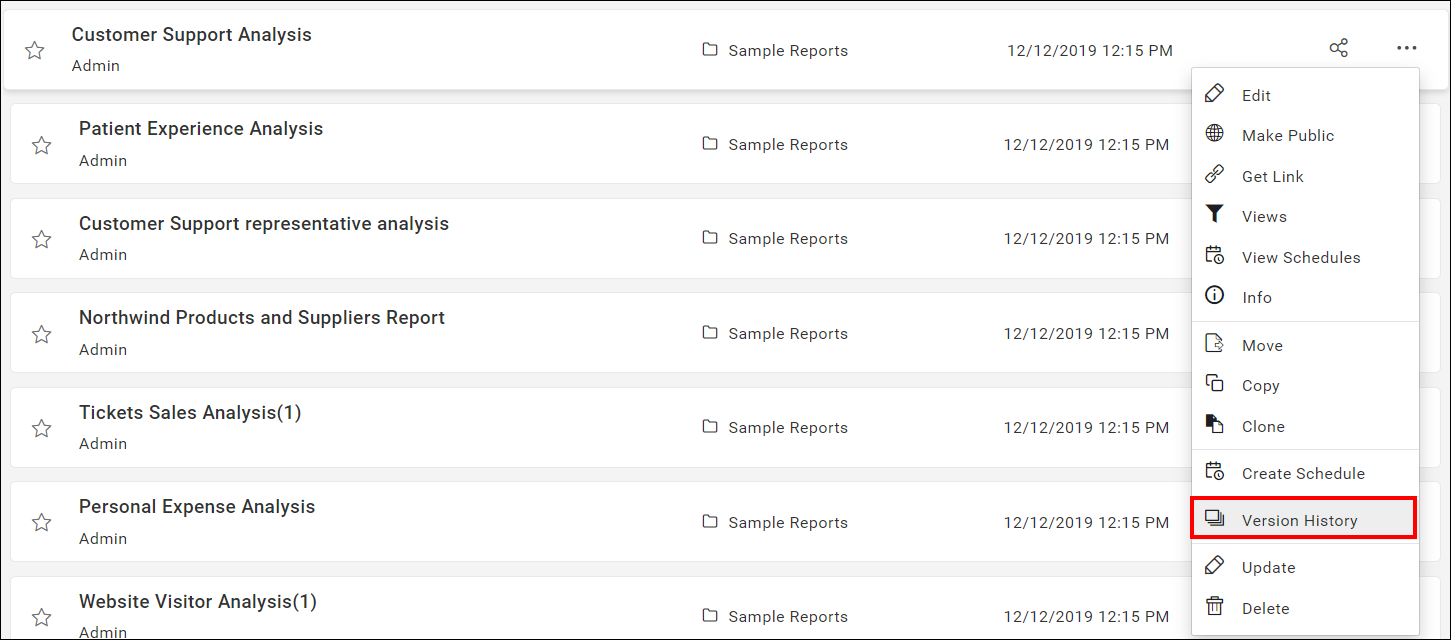 Customer Support Analysis
Admin
Sample Reports
12/12/2019 12:15 PM
Patient Experience Analysis
Admin
Sample Reports
12/12/2019 12:15 PM
Customer Support representative analysis
Admin
Sample Reports
12/12/2019 12:15 PM
Northwind Products and Suppliers Report
Admin
Sample Reports
12/12/2019 12:15 PM
Tickets Sales Analysis(1)
Admin
Sample Reports
12/12/2019 12:15 PM
Personal Expense Analysis
Admin
Sample Reports
12/12/2019 12:15 PM
Website Visitor Analysis(1)
Admin
Sample Reports
12/12/2019 12:15 PM
Edit
Make Public
Get Link
Views
View Schedules
Info
Move
Copy
Clone
Create Schedule
Version History
Update
Delete